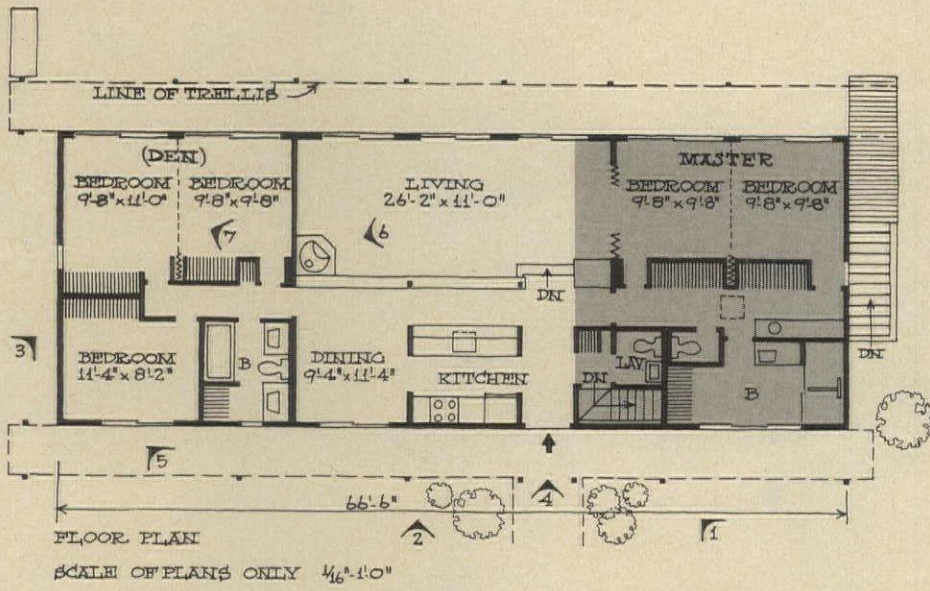 LINE OF TRELLIS
(DEN)
BEDROOM
9'-8" x 11'-0"
BEDROOM
9'-8" x 9'-8"
7
LIVING
26'-2" x 11'-0"
6
MASTER
BEDROOM
9'-8" x 9'-8"
BEDROOM
9'-8" x 9'-8"
DN
3
BEDROOM
11'-4" x 8'-2"
B
DINING
9'-4" x 11'-4"
KITCHEN
LAV
DN
B
DN
5
4
66'-6"
2
1
FLOOR PLAN
SCALE OF PLANS ONLY 1/16"-1'-0"